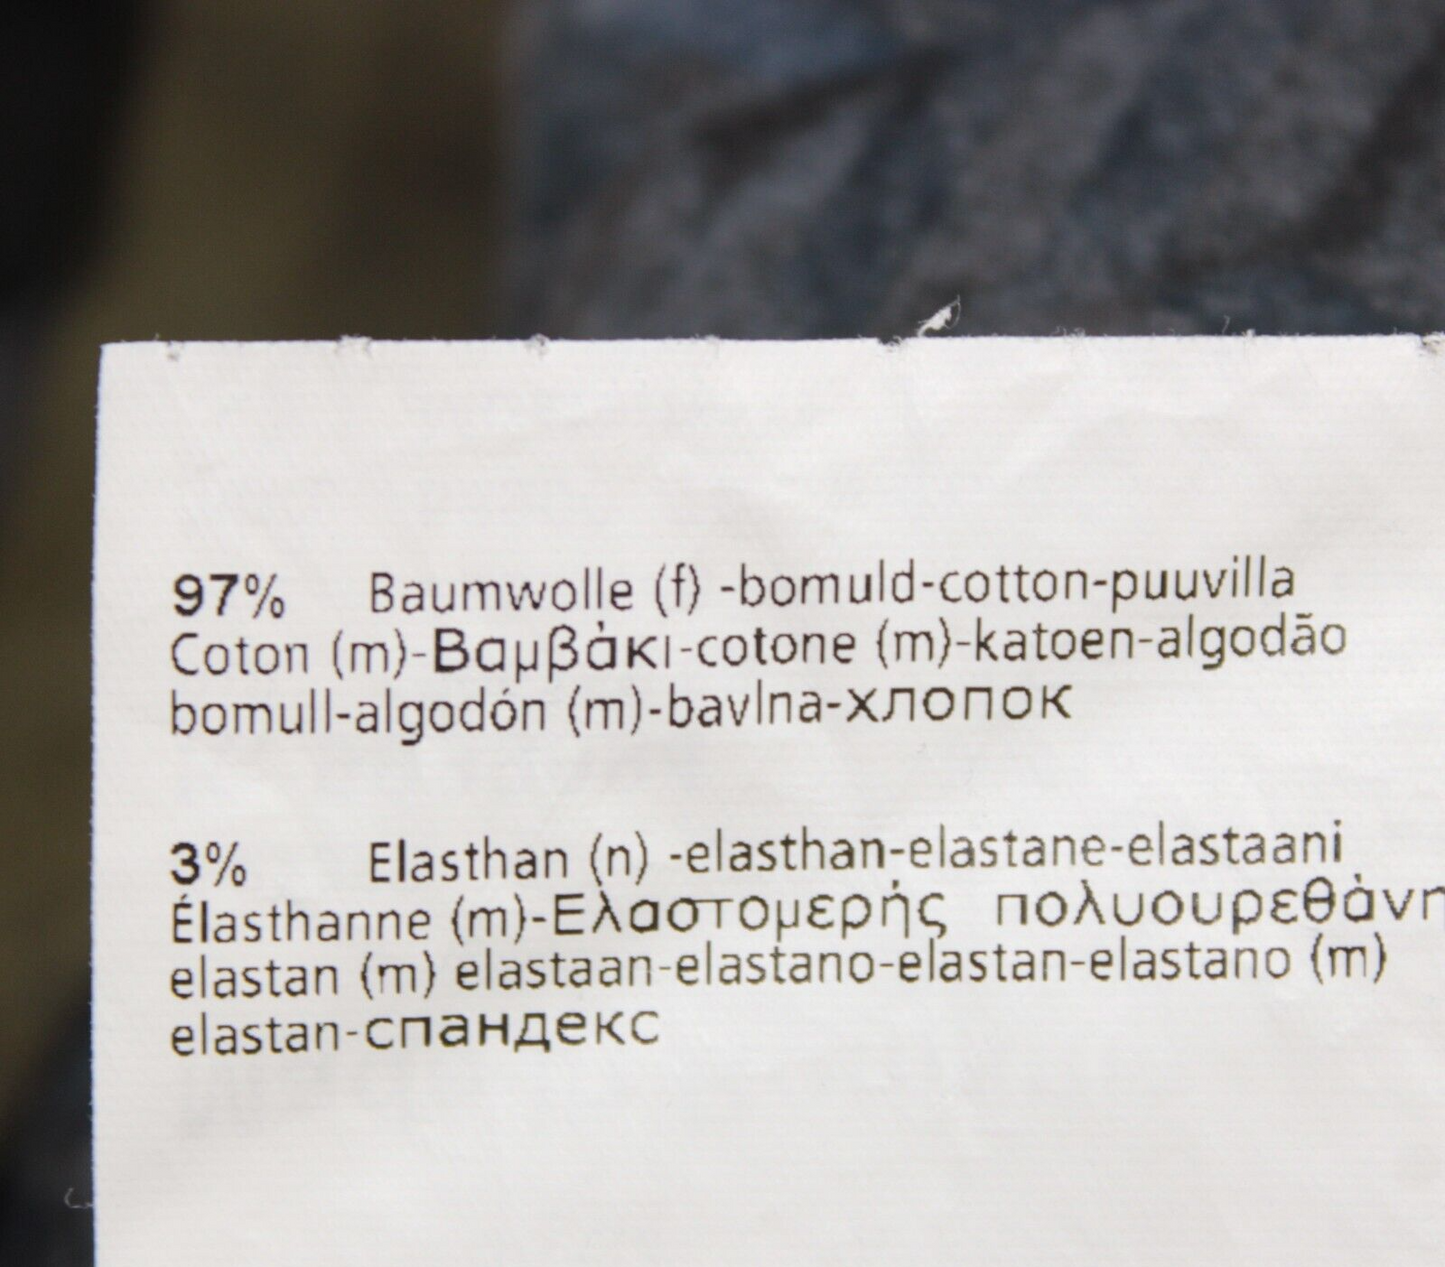 97% Baumwolle (f) -bomuld-cotton-puuvilla
Coton (m)-Βαμβάκι-cotone (m)-katoen-algodão
bomull-algodón (m)-bavlna-хлопок
3% Elasthan (n) -elasthan-elastane-elastaani
Élasthanne (m)-Ελαστομερής πολυουρεθάνη
elastan (m) elastaan-elastano-elastan-elastano (m)
elastan-спандекс